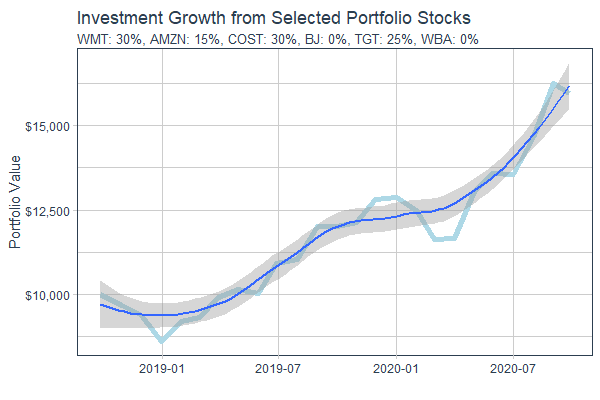 Investment Growth from Selected Portfolio Stocks
WMT: 30%, AMZN: 15%, COST: 30%, BJ: 0%, TGT: 25%, WBA: 0%
Portfolio Value
$15,000
$12,500
$10,000
2019-01 2019-07 2020-01 2020-07